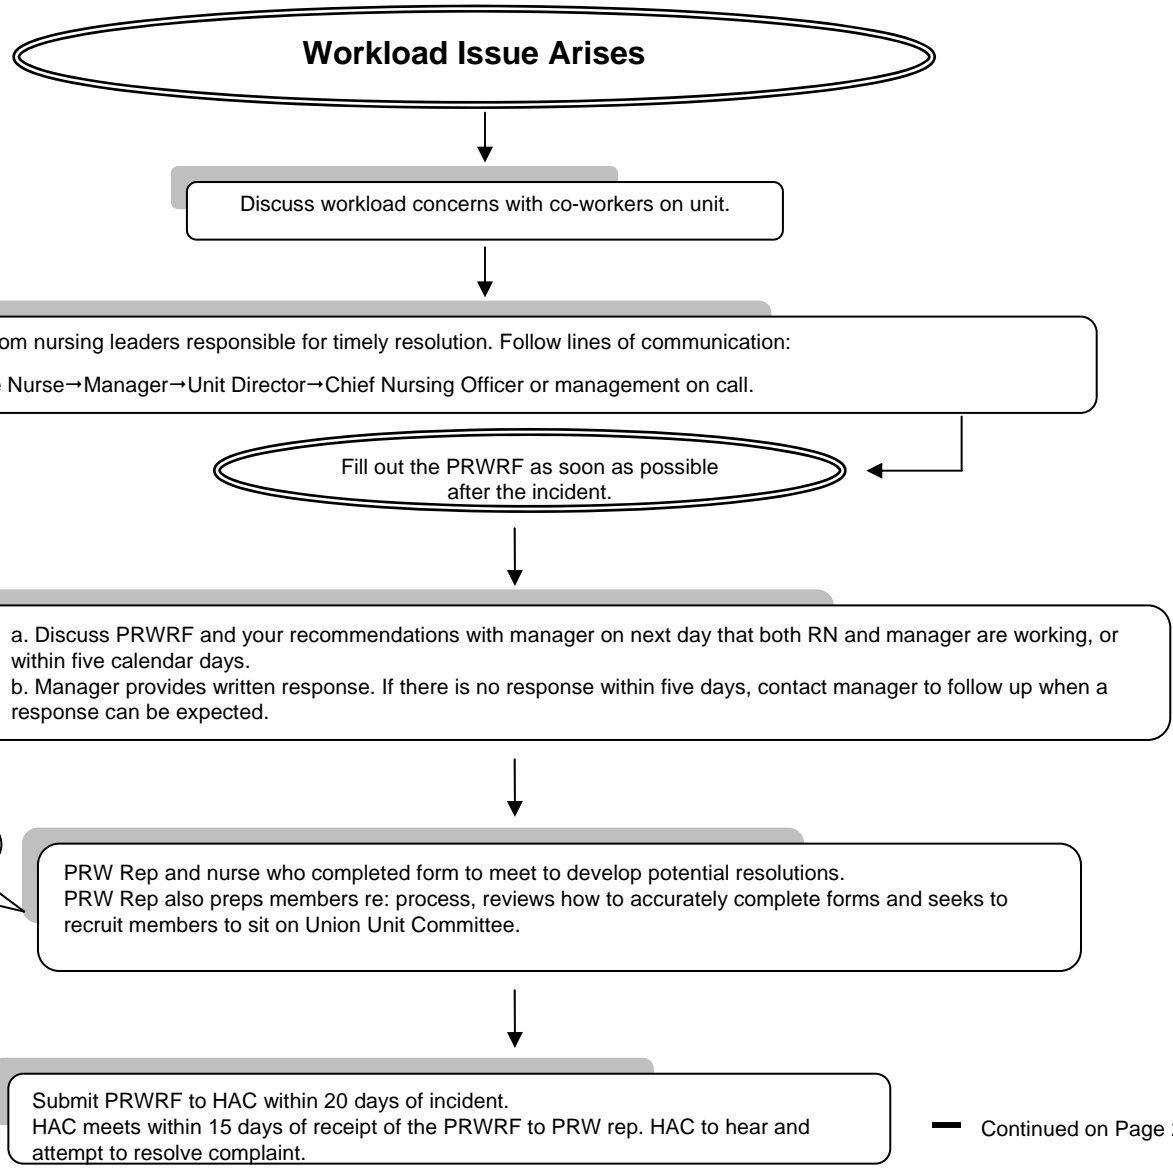 Workload Issue Arises
Discuss workload concerns with co-workers on unit.
nursing leaders responsible for timely resolution. Follow lines of communication:
Nurse→Manager→Unit Director→Chief Nursing Officer or management on call.
Fill out the PRWRF as soon as possible
after the incident.
a. Discuss PRWRF and your recommendations with manager on next day that both RN and manager are working, or
within five calendar days.
b. Manager provides written response. If there is no response within five days, contact manager to follow up when a
response can be expected.
PRW Rep and nurse who completed form to meet to develop potential resolutions.
PRW Rep also preps members re: process, reviews how to accurately complete forms and seeks to
recruit members to sit on Union Unit Committee.
Submit PRWRF to HAC within 20 days of incident.
HAC meets within 15 days of receipt of the PRWRF to PRW rep. HAC to hear and
attempt to resolve complaint.
Continued on Page